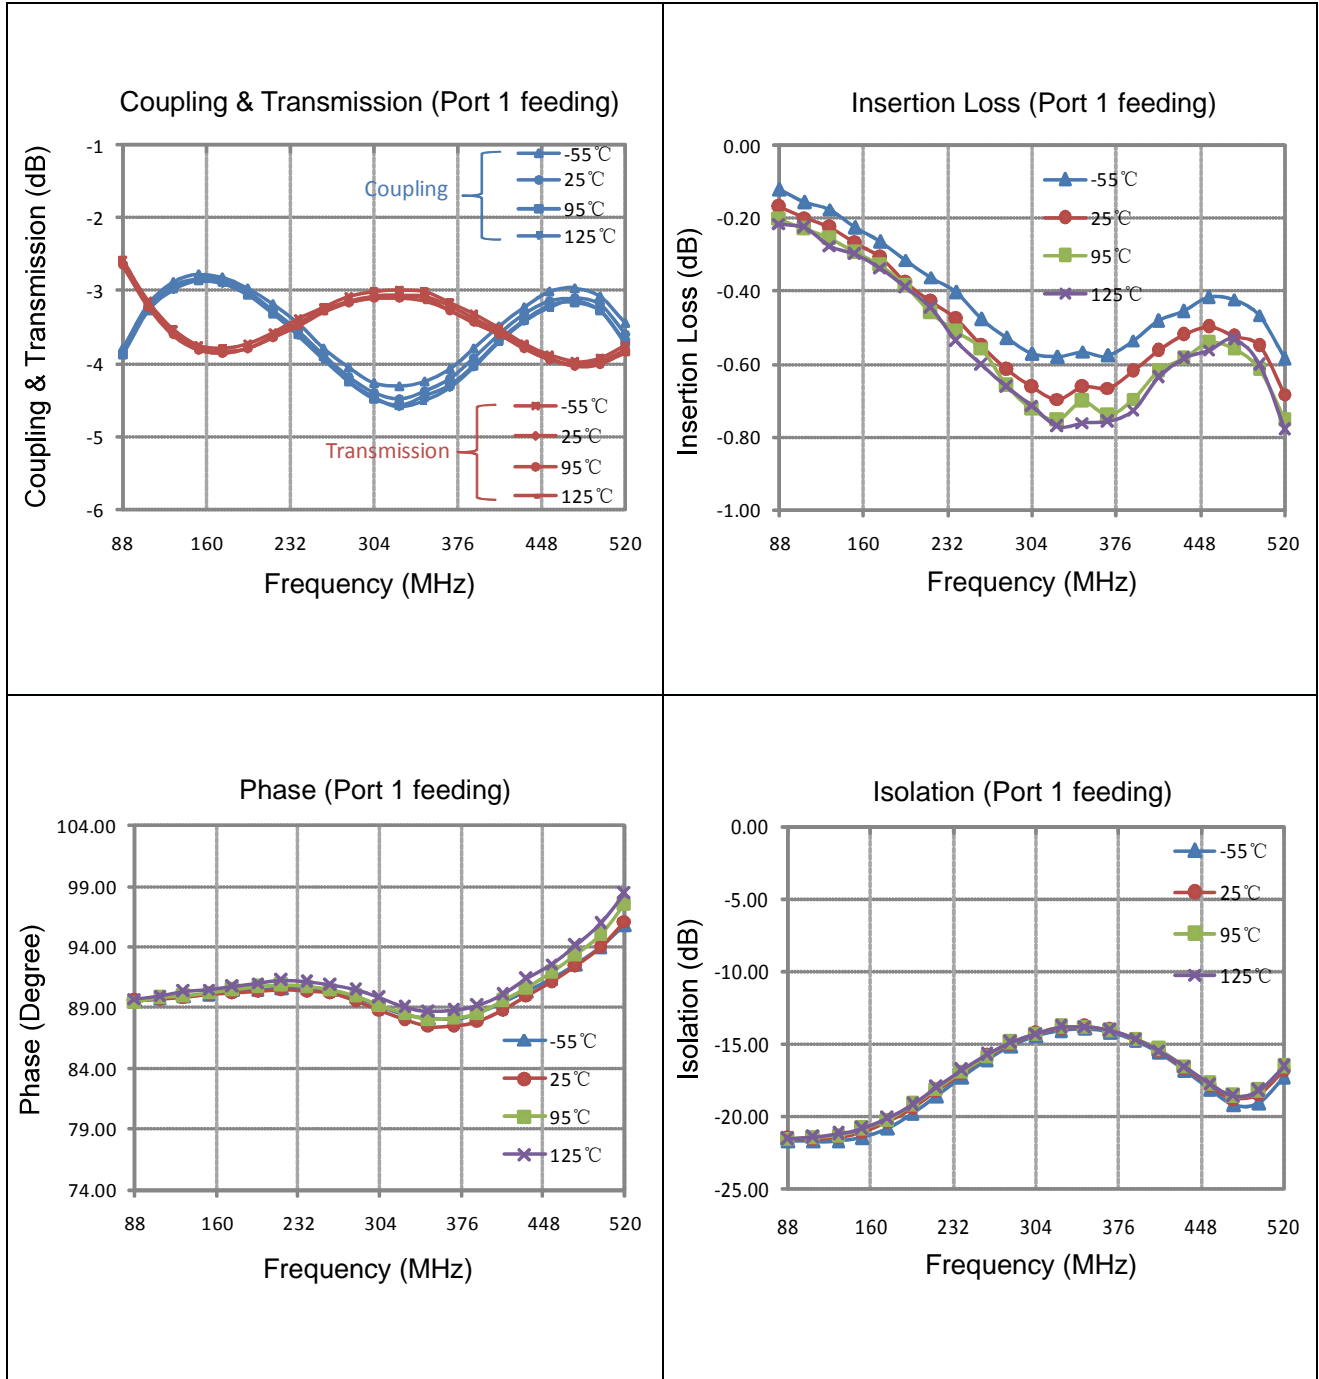 Coupling & Transmission (Port 1 feeding)
Coupling & Transmission (dB)
-1
-2
-3
-4
-5
-6
Coupling
-55℃
25℃
95℃
125℃
Transmission
-55℃
25℃
95℃
125℃
88 160 232 304 376 448 520
Frequency (MHz)
Insertion Loss (Port 1 feeding)
Insertion Loss (dB)
0.00
-0.20
-0.40
-0.60
-0.80
-1.00
-55℃
25℃
95℃
125℃
88 160 232 304 376 448 520
Frequency (MHz)
Phase (Port 1 feeding)
Phase (Degree)
104.00
99.00
94.00
89.00
84.00
79.00
74.00
-55℃
25℃
95℃
125℃
88 160 232 304 376 448 520
Frequency (MHz)
Isolation (Port 1 feeding)
Isolation (dB)
0.00
-5.00
-10.00
-15.00
-20.00
-25.00
-55℃
25℃
95℃
125℃
88 160 232 304 376 448 520
Frequency (MHz)